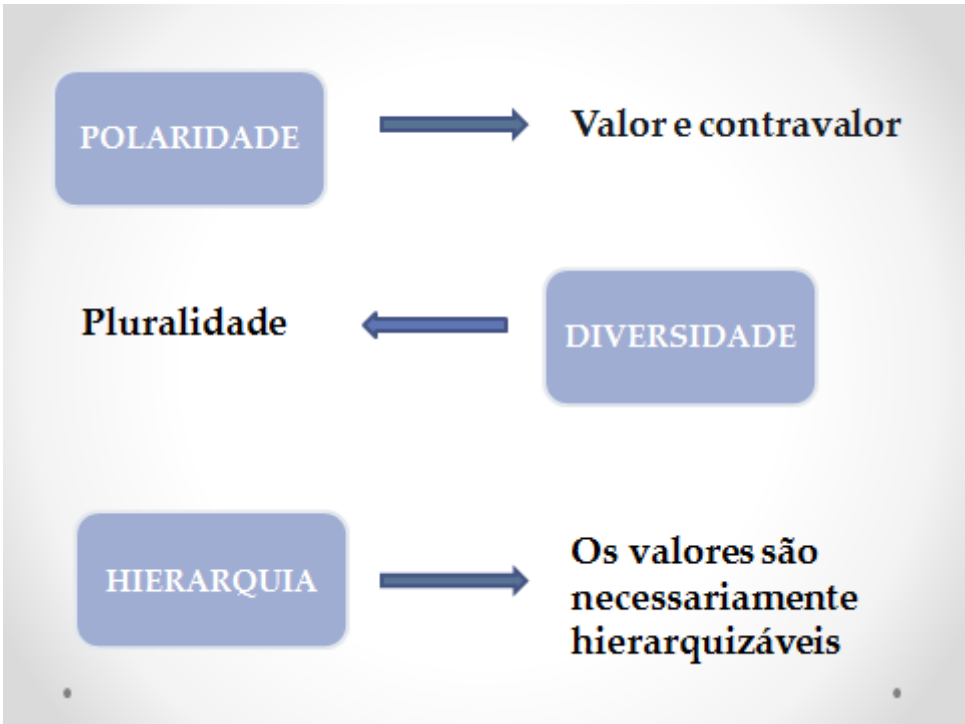 POLARIDADE
Valor e contravalor
Pluralidade
DIVERSIDADE
HIERARQUIA
Os valores são
necessariamente
hierarquizáveis